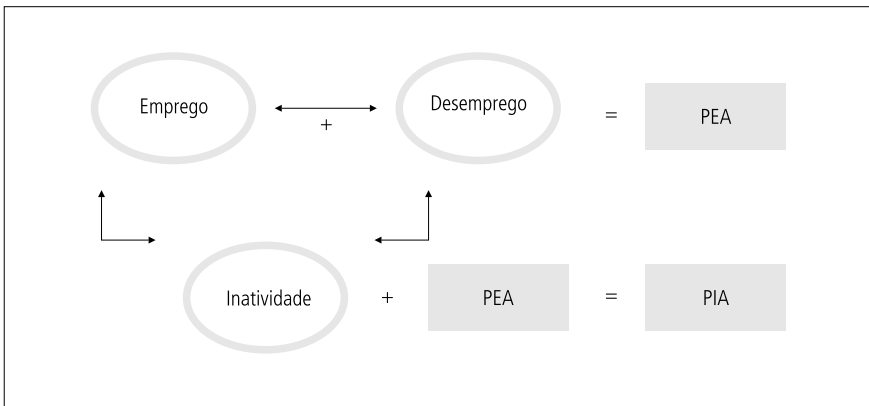 Emprego + Desemprego = PEA
Inatividade + PEA = PIA